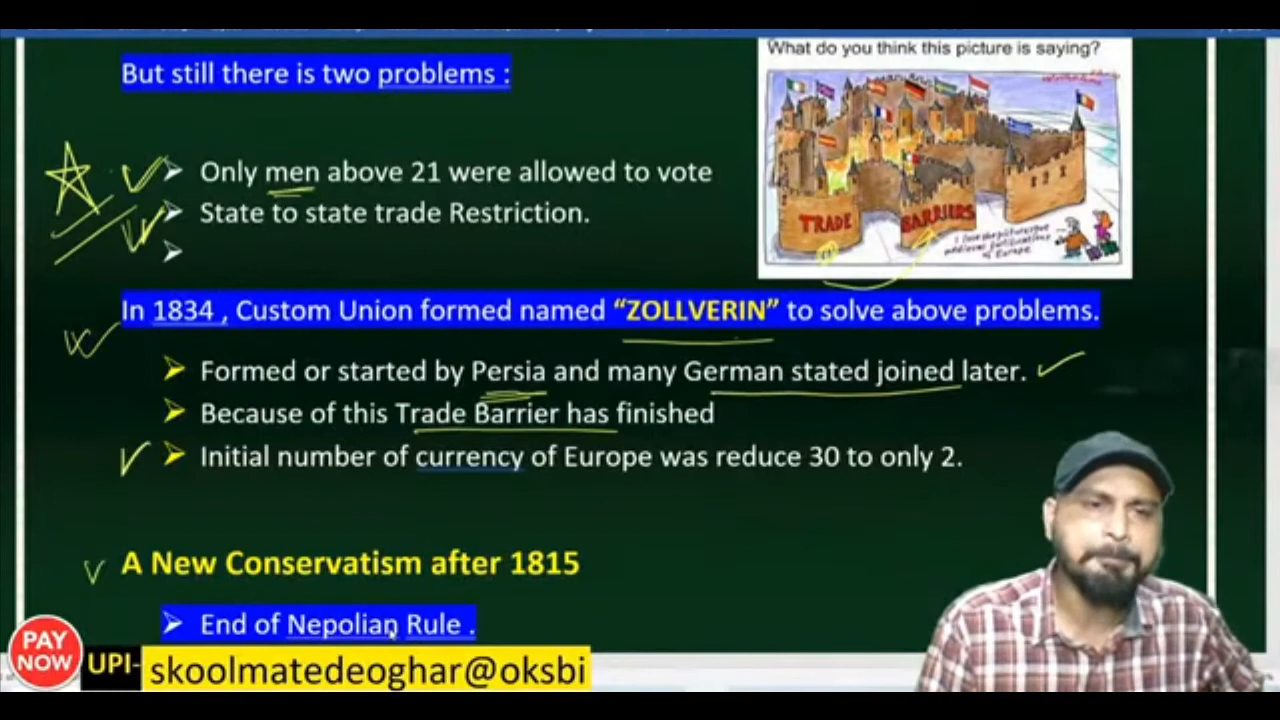 But still there is two problems :
What do you think this picture is saying?
Only men above 21 were allowed to vote
State to state trade Restriction.
TRADE BARRIERS
of Europe
In 1834 , Custom Union formed named “ZOLLVERIN” to solve above problems.
Formed or started by Persia and many German stated joined later.
Because of this Trade Barrier has finished
Initial number of currency of Europe was reduce 30 to only 2.
A New Conservatism after 1815
End of Nepolian Rule .
PAY NOW
UPI- skoolmatedeoghar@oksbi